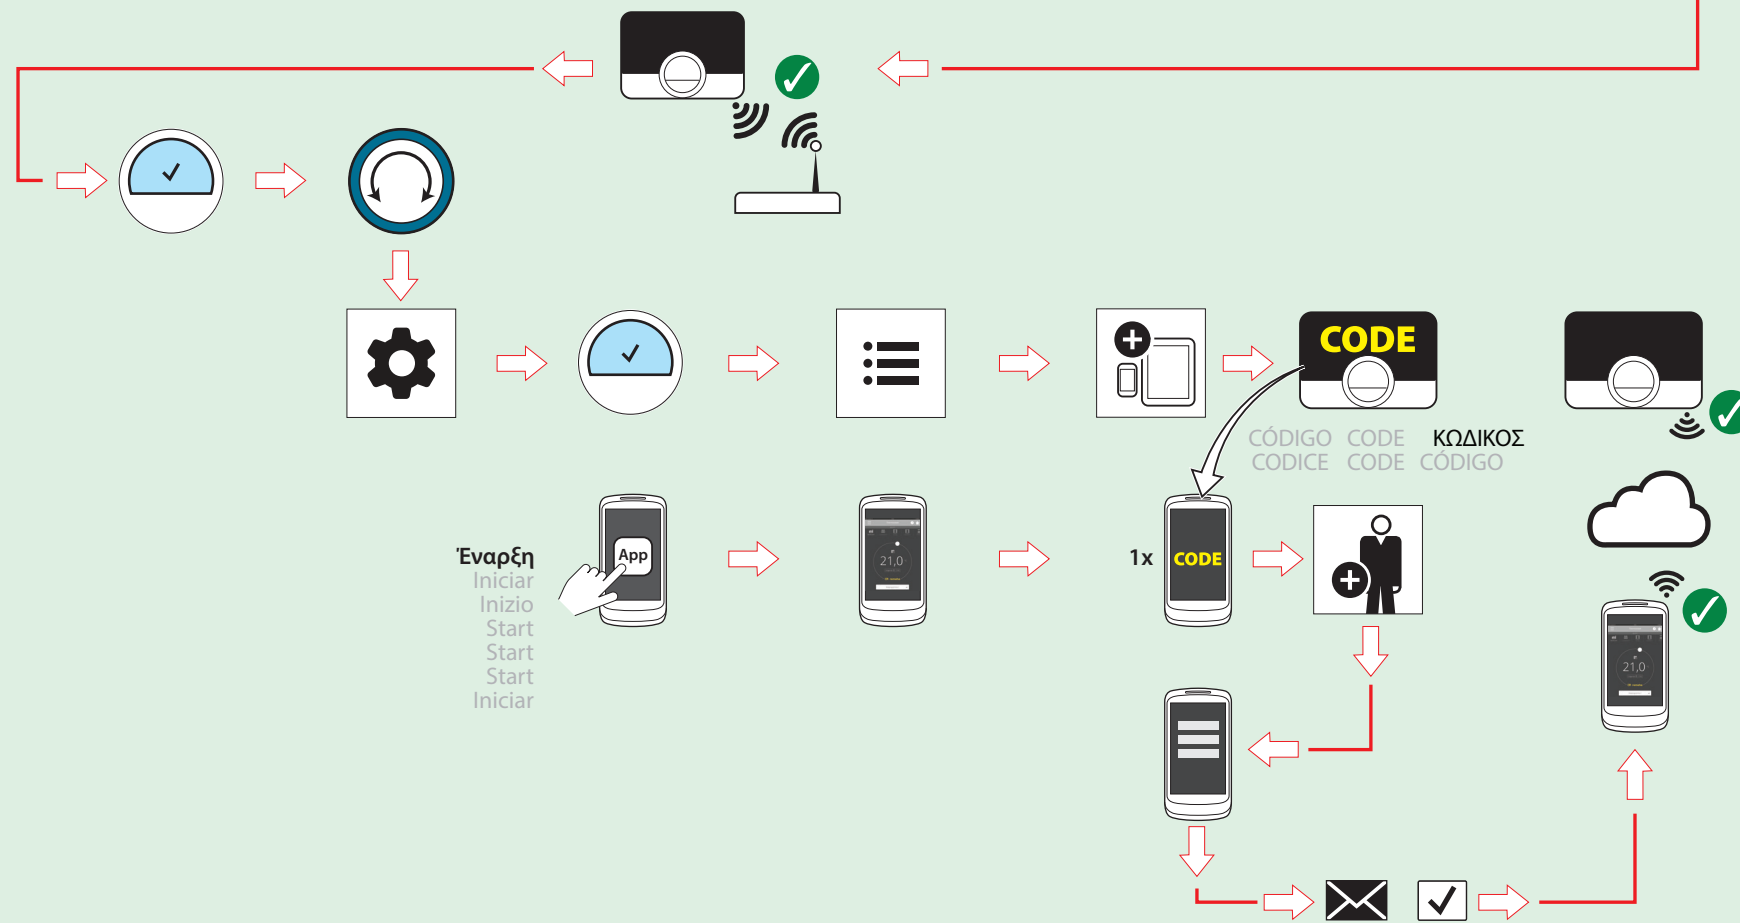 CODE
CÓDIGO CODE ΚΩΔΙΚΟΣ
CODICE CODE CÓDIGO
Έναρξη
Iniciar
Inizio
Start
Start
Start
Iniciar
App
21,0
1x
CODE
21,0